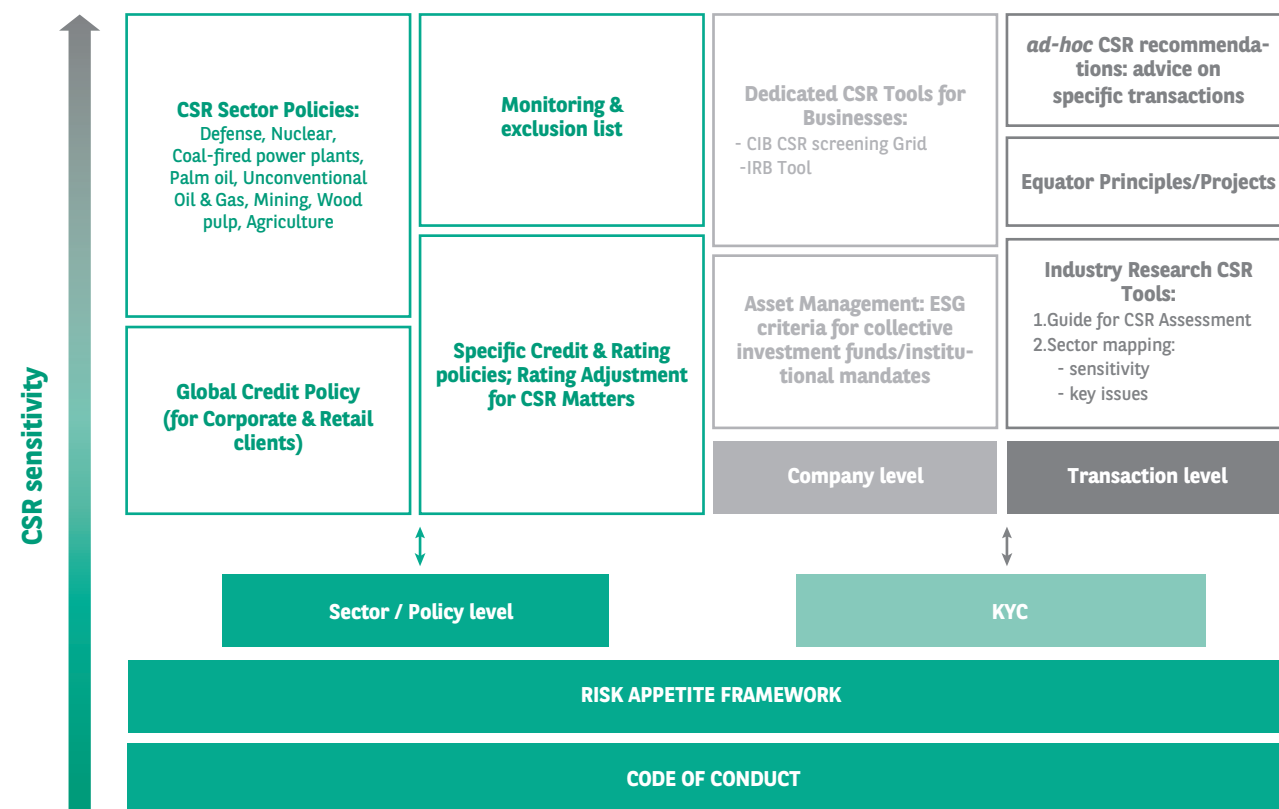 CSR sensitivity
CSR Sector Policies:
Defense, Nuclear,
Coal-fired power plants,
Palm oil, Unconventional
Oil & Gas, Mining, Wood
pulp, Agriculture
Global Credit Policy
(for Corporate & Retail
clients)
Monitoring &
exclusion list
Specific Credit & Rating
policies; Rating Adjustment
for CSR Matters
Dedicated CSR Tools for
Businesses:
- CIB CSR screening Grid
-IRB Tool
Asset Management: ESG
criteria for collective
investment funds/institu-
tional mandates
Company level
ad-hoc CSR recommenda-
tions: advice on
specific transactions
Equator Principles/Projects
Industry Research CSR
Tools:
1.Guide for CSR Assessment
2.Sector mapping:
- sensitivity
- key issues
Transaction level
Sector / Policy level
KYC
RISK APPETITE FRAMEWORK
CODE OF CONDUCT